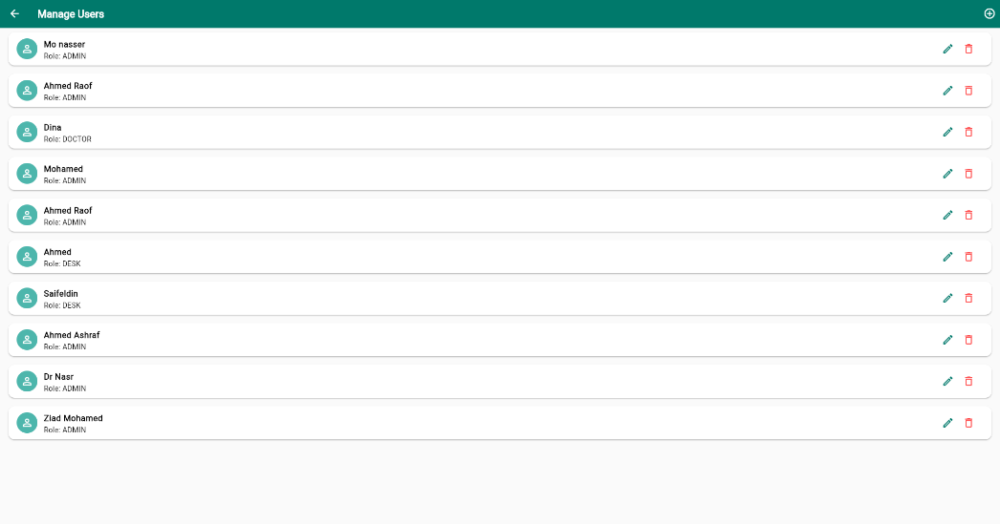 Manage Users
Mo nasser
Role: ADMIN
Ahmed Raof
Role: ADMIN
Dina
Role: DOCTOR
Mohamed
Role: ADMIN
Ahmed Raof
Role: ADMIN
Ahmed
Role: DESK
Saifeldin
Role: DESK
Ahmed Ashraf
Role: ADMIN
Dr Nasr
Role: ADMIN
Ziad Mohamed
Role: ADMIN